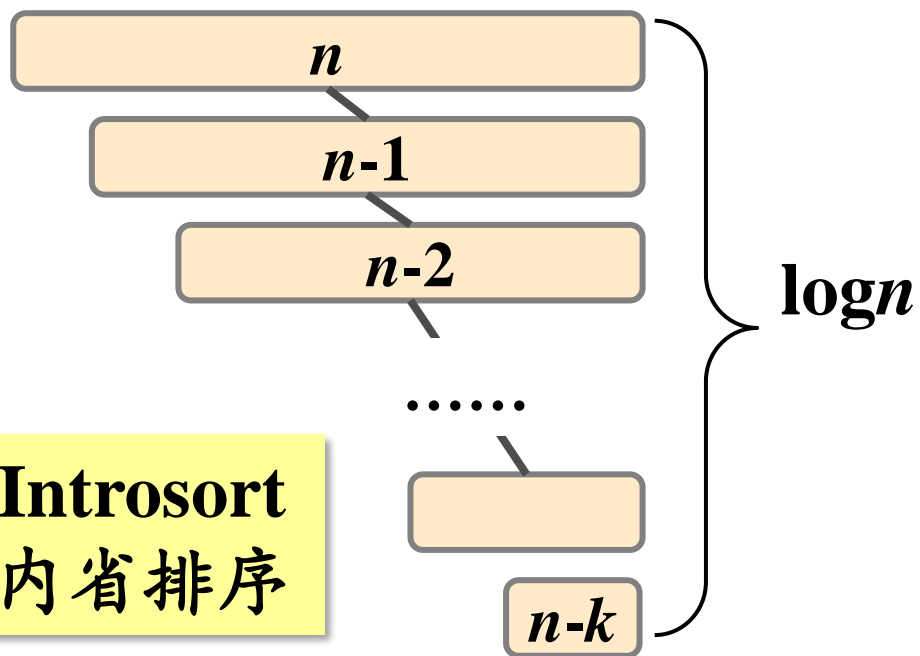 n
n-1
n-2
logn
......
Introsort
内省排序
n-k